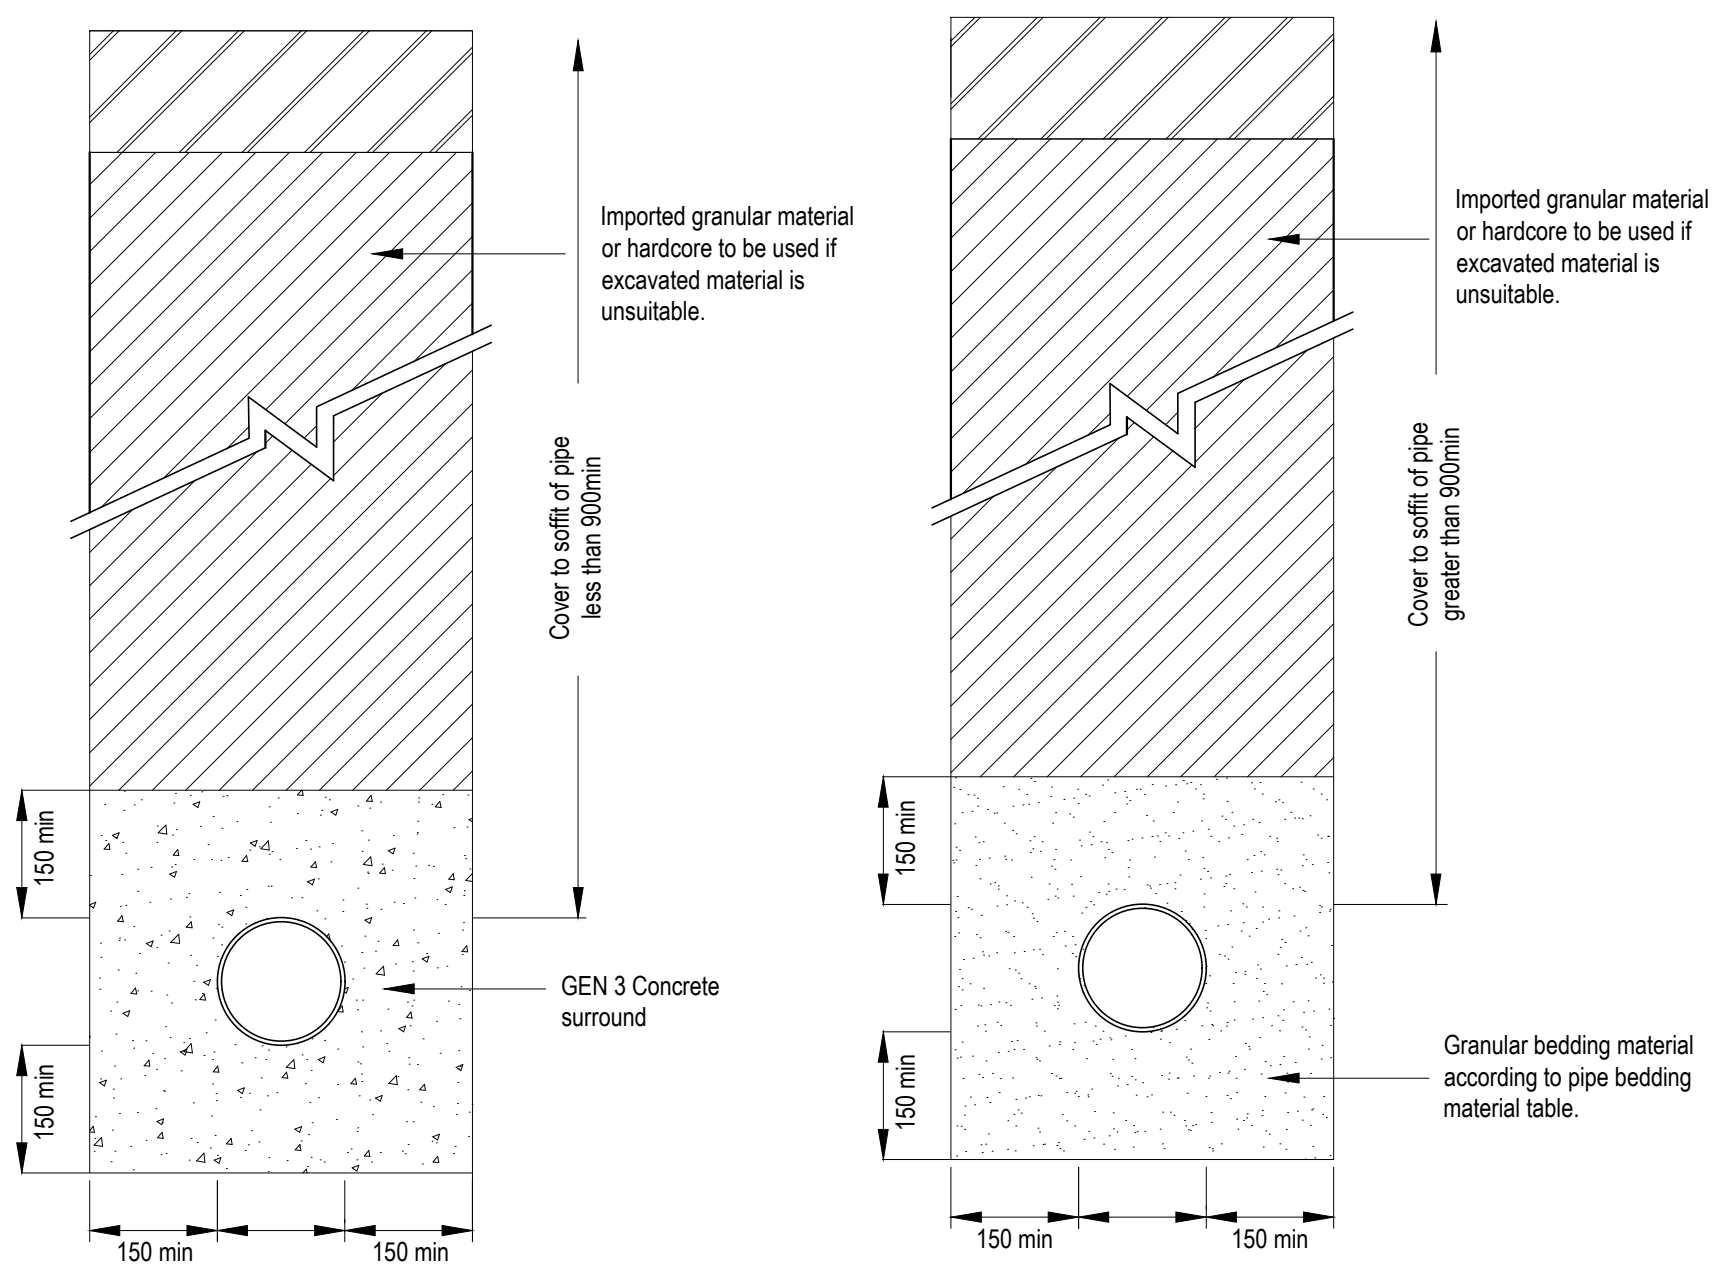 Imported granular material
or hardcore to be used if
excavated material is
unsuitable.
Cover to soffit of pipe
less than 900min
150 min
GEN 3 Concrete
surround
150 min
150 min
150 min
Imported granular material
or hardcore to be used if
excavated material is
unsuitable.
Cover to soffit of pipe
greater than 900min
150 min
Granular bedding material
according to pipe bedding
material table.
150 min
150 min
150 min